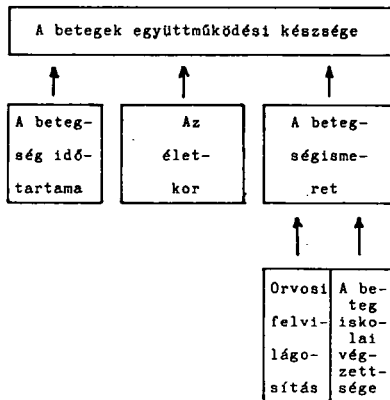 A betegek együttműködési készsége
A beteg-
ség idő-
tartama
Az
élet-
kor
A beteg-
ségisme-
ret
Orvosi
felvi-
lágo-
sítás
A be-
teg
isko-
lai
vég-
zett-
sége